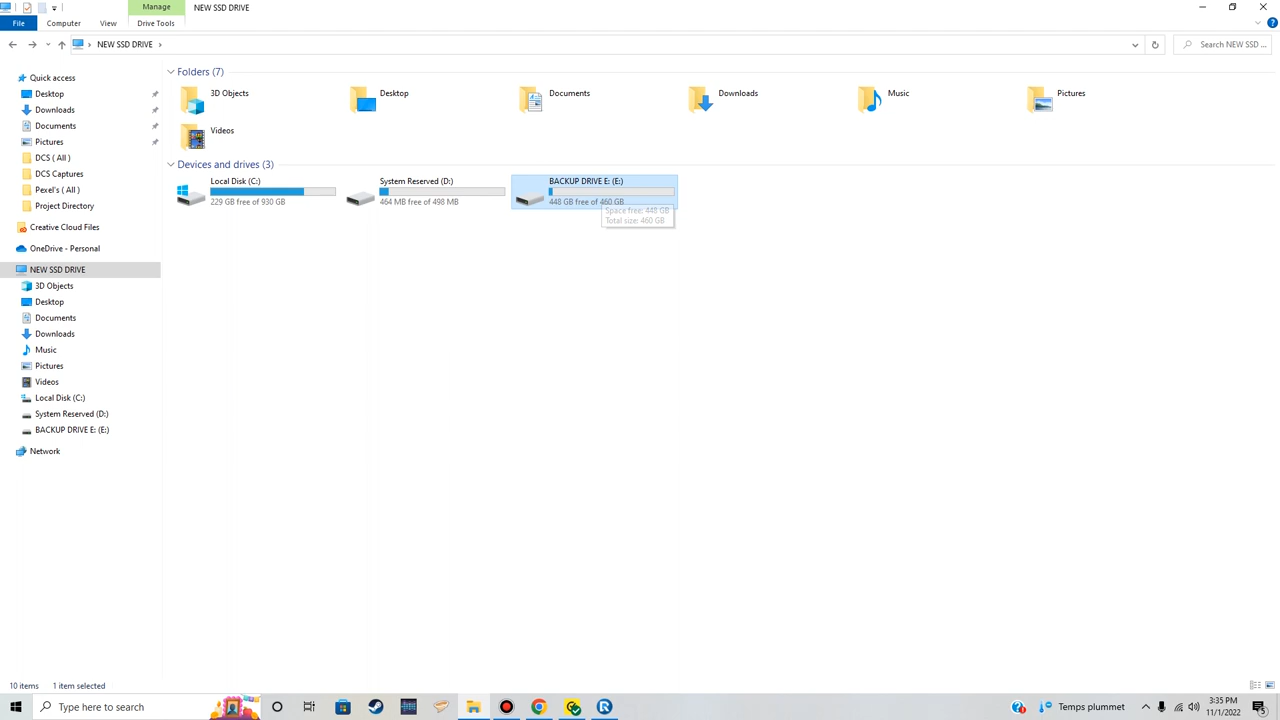 Manage
NEW SSD DRIVE
File
Computer
View
Drive Tools
NEW SSD DRIVE
Search NEW SSD ...
Quick access
Desktop
Downloads
Documents
Pictures
DCS ( All )
DCS Captures
Pexel's ( All )
Project Directory
Creative Cloud Files
OneDrive - Personal
NEW SSD DRIVE
3D Objects
Desktop
Documents
Downloads
Music
Pictures
Videos
Local Disk (C:)
System Reserved (D:)
BACKUP DRIVE E: (E:)
Network
Folders (7)
3D Objects
Desktop
Documents
Downloads
Music
Pictures
Videos
Devices and drives (3)
Local Disk (C:)
229 GB free of 930 GB
System Reserved (D:)
464 MB free of 498 MB
BACKUP DRIVE E: (E:)
448 GB free of 460 GB
Space free: 448 GB
Total size: 460 GB
10 items
1 item selected
Type here to search
Temps plummet
3:35 PM
11/1/2022